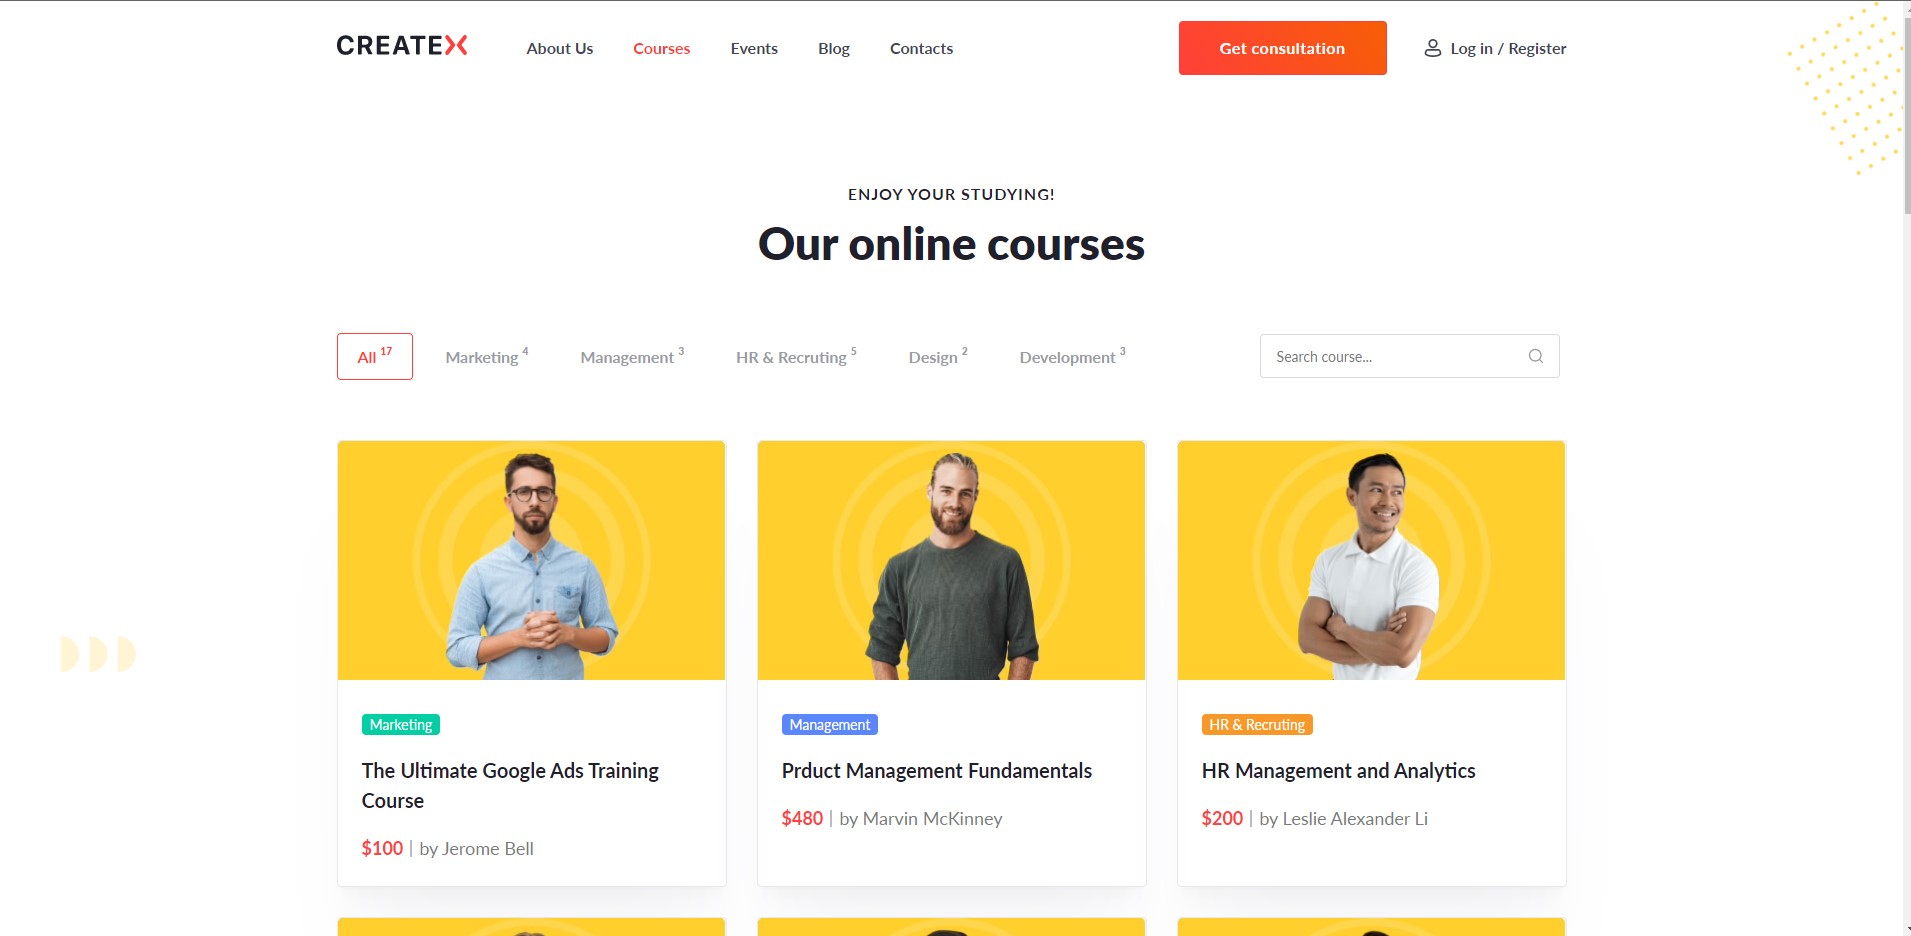 CREATEX About Us Courses Events Blog Contacts Get consultation Log in / Register
ENJOY YOUR STUDYING!
Our online courses
All 17 Marketing 4 Management 3 HR & Recruting 5 Design 2 Development 3 Search course...
Marketing
The Ultimate Google Ads Training
Course
$100 | by Jerome Bell
Management
Prduct Management Fundamentals
$480 | by Marvin McKinney
HR & Recruting
HR Management and Analytics
$200 | by Leslie Alexander Li